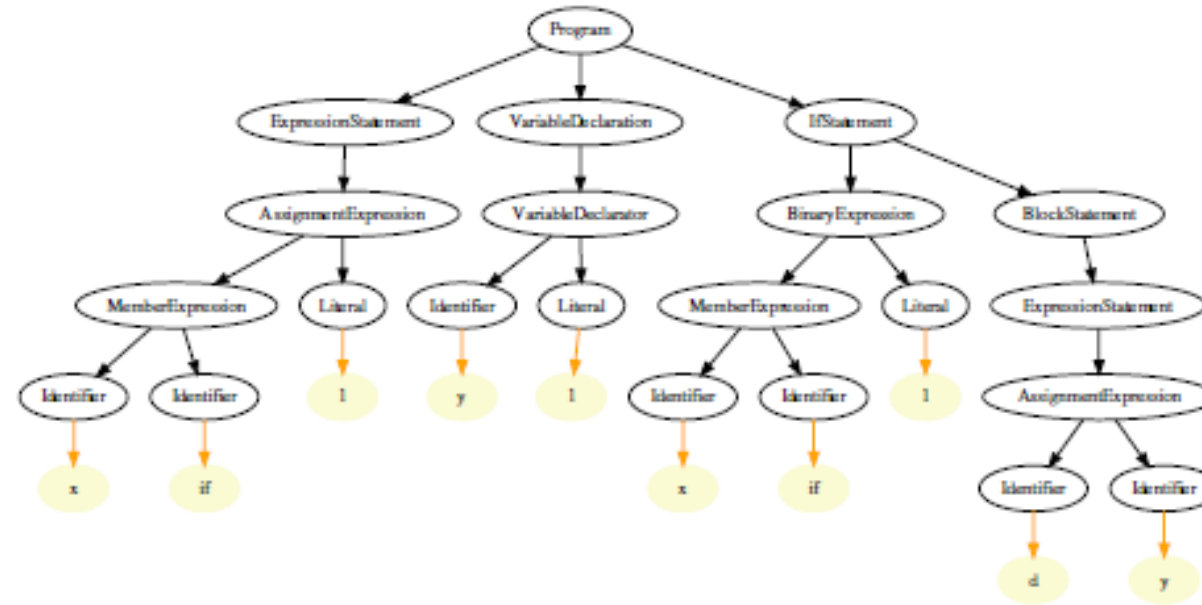 Program
ExpressionStatement VariableDeclaration IfStatement
AssignmentExpression VariableDeclarator BinaryExpression BlockStatement
MemberExpression Literal Identifier Literal MemberExpression Literal ExpressionStatement
Identifier Identifier 1 y 1 Identifier Identifier 1 AssignmentExpression
x if x if Identifier Identifier
d y